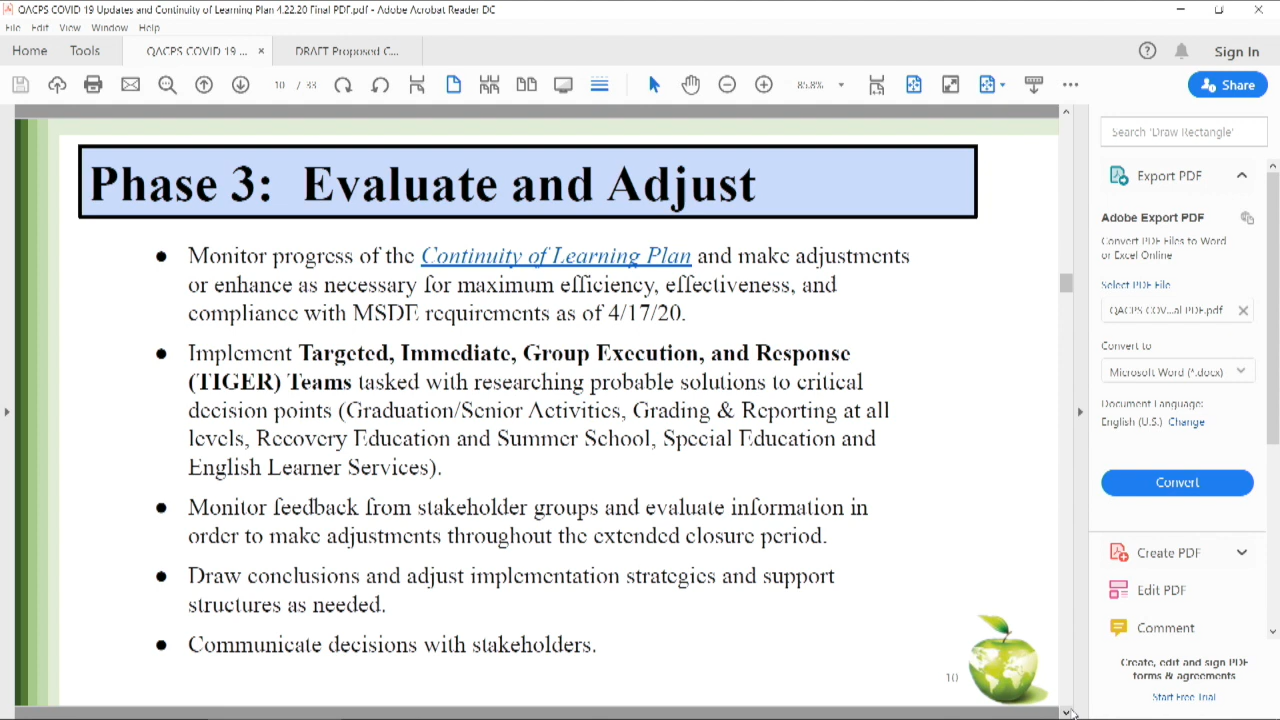 QACPS COVID 19 Updates and Continuity of Learning Plan 4.22.20 Final PDF.pdf - Adobe Acrobat Reader DC
File Edit View Window Help
Home Tools QACPS COVID 19 ... × DRAFT Proposed C... Sign In
10 / 33 85.8% Share
Phase 3: Evaluate and Adjust
● Monitor progress of the Continuity of Learning Plan and make adjustments
or enhance as necessary for maximum efficiency, effectiveness, and
compliance with MSDE requirements as of 4/17/20.
● Implement Targeted, Immediate, Group Execution, and Response
(TIGER) Teams tasked with researching probable solutions to critical
decision points (Graduation/Senior Activities, Grading & Reporting at all
levels, Recovery Education and Summer School, Special Education and
English Learner Services).
● Monitor feedback from stakeholder groups and evaluate information in
order to make adjustments throughout the extended closure period.
● Draw conclusions and adjust implementation strategies and support
structures as needed.
● Communicate decisions with stakeholders.
10
Search 'Draw Rectangle'
Export PDF
Adobe Export PDF
Convert PDF Files to Word
or Excel Online
Select PDF File
QACPS COV...al PDF.pdf ×
Convert to
Microsoft Word (*.docx)
Document Language:
English (U.S.) Change
Convert
Create PDF
Edit PDF
Comment
Create, edit and sign PDF
forms & agreements
Start Free Trial